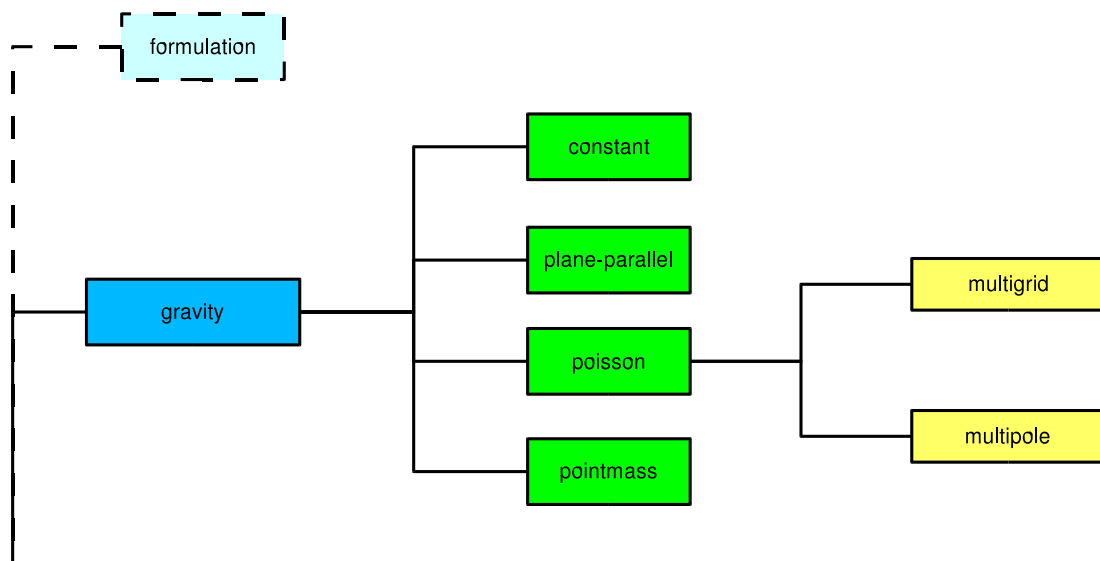 formulation
constant
plane-parallel
gravity
poisson
pointmass
multigrid
multipole